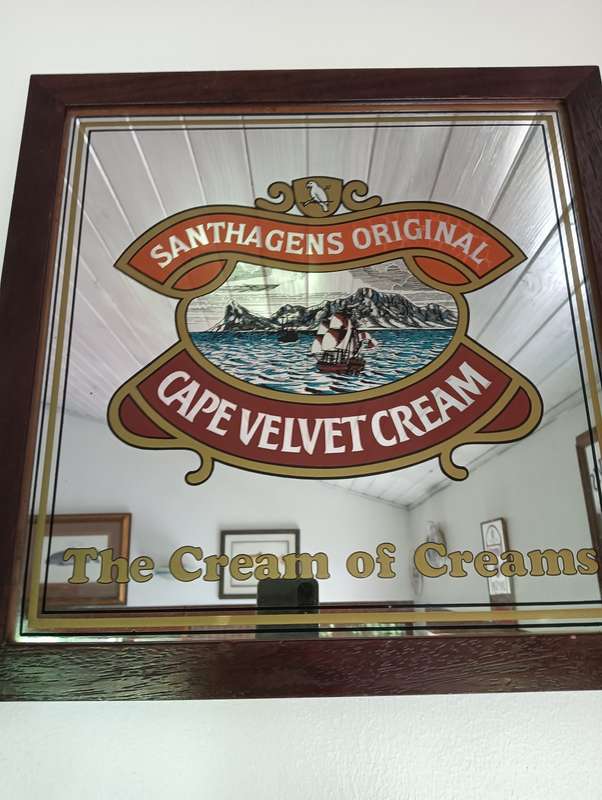 SANTHAGENS ORIGINAL
CAPE VELVET CREAM
The Cream of Creams